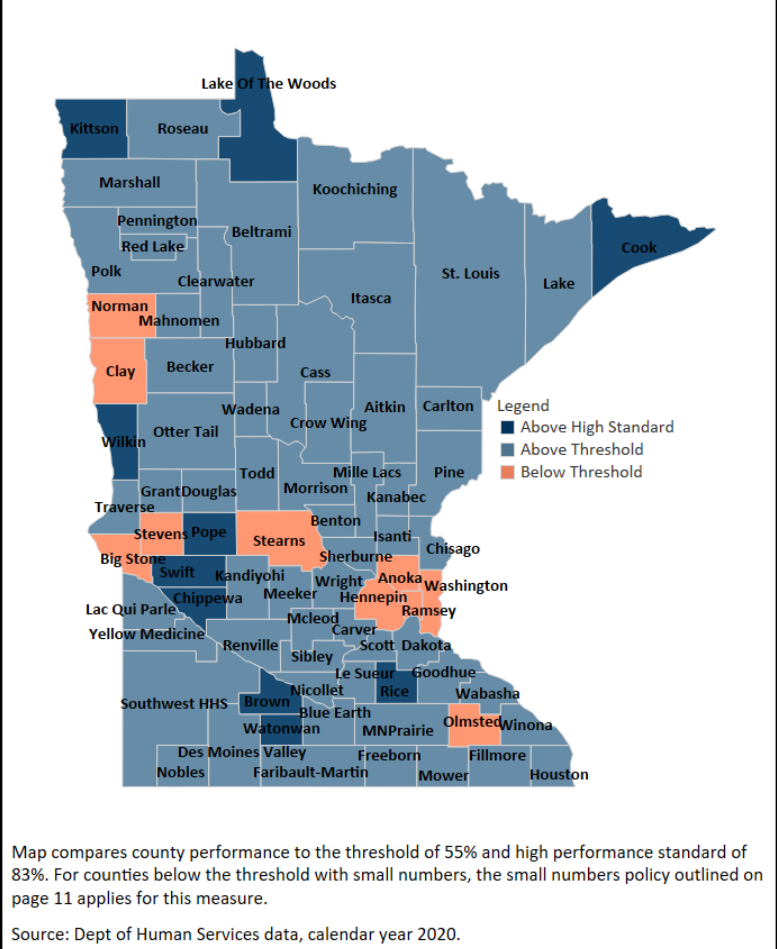 Lake Of The Woods
Kittson
Roseau
Marshall
Koochiching
Pennington
Beltrami
Red Lake
Cook
Polk
Clearwater
St. Louis
Lake
Itasca
Norman
Mahnomen
Hubbard
Clay
Becker
Cass
Wadena
Aitkin
Carlton
Legend
Crow Wing
Above High Standard
Wilkin
Otter Tail
Above Threshold
Todd
Mille Lacs
Pine
Below Threshold
Grant
Douglas
Morrison
Kanabec
Traverse
Benton
Stevens
Pope
Stearns
Isanti
Chisago
Big Stone
Sherburne
Swift
Kandiyohi
Wright
Anoka
Washington
Chippewa
Meeker
Hennepin
Lac Qui Parle
Ramsey
Mcleod
Carver
Yellow Medicine
Renville
Scott
Dakota
Sibley
Le Sueur
Goodhue
Nicollet
Rice
Wabasha
Southwest HHS
Brown
Blue Earth
Olmsted
Winona
Watonwan
MNPrairie
Des Moines Valley
Freeborn
Fillmore
Nobles
Faribault-Martin
Mower
Houston
Map compares county performance to the threshold of 55% and high performance standard of
83%. For counties below the threshold with small numbers, the small numbers policy outlined on
page 11 applies for this measure.
Source: Dept of Human Services data, calendar year 2020.